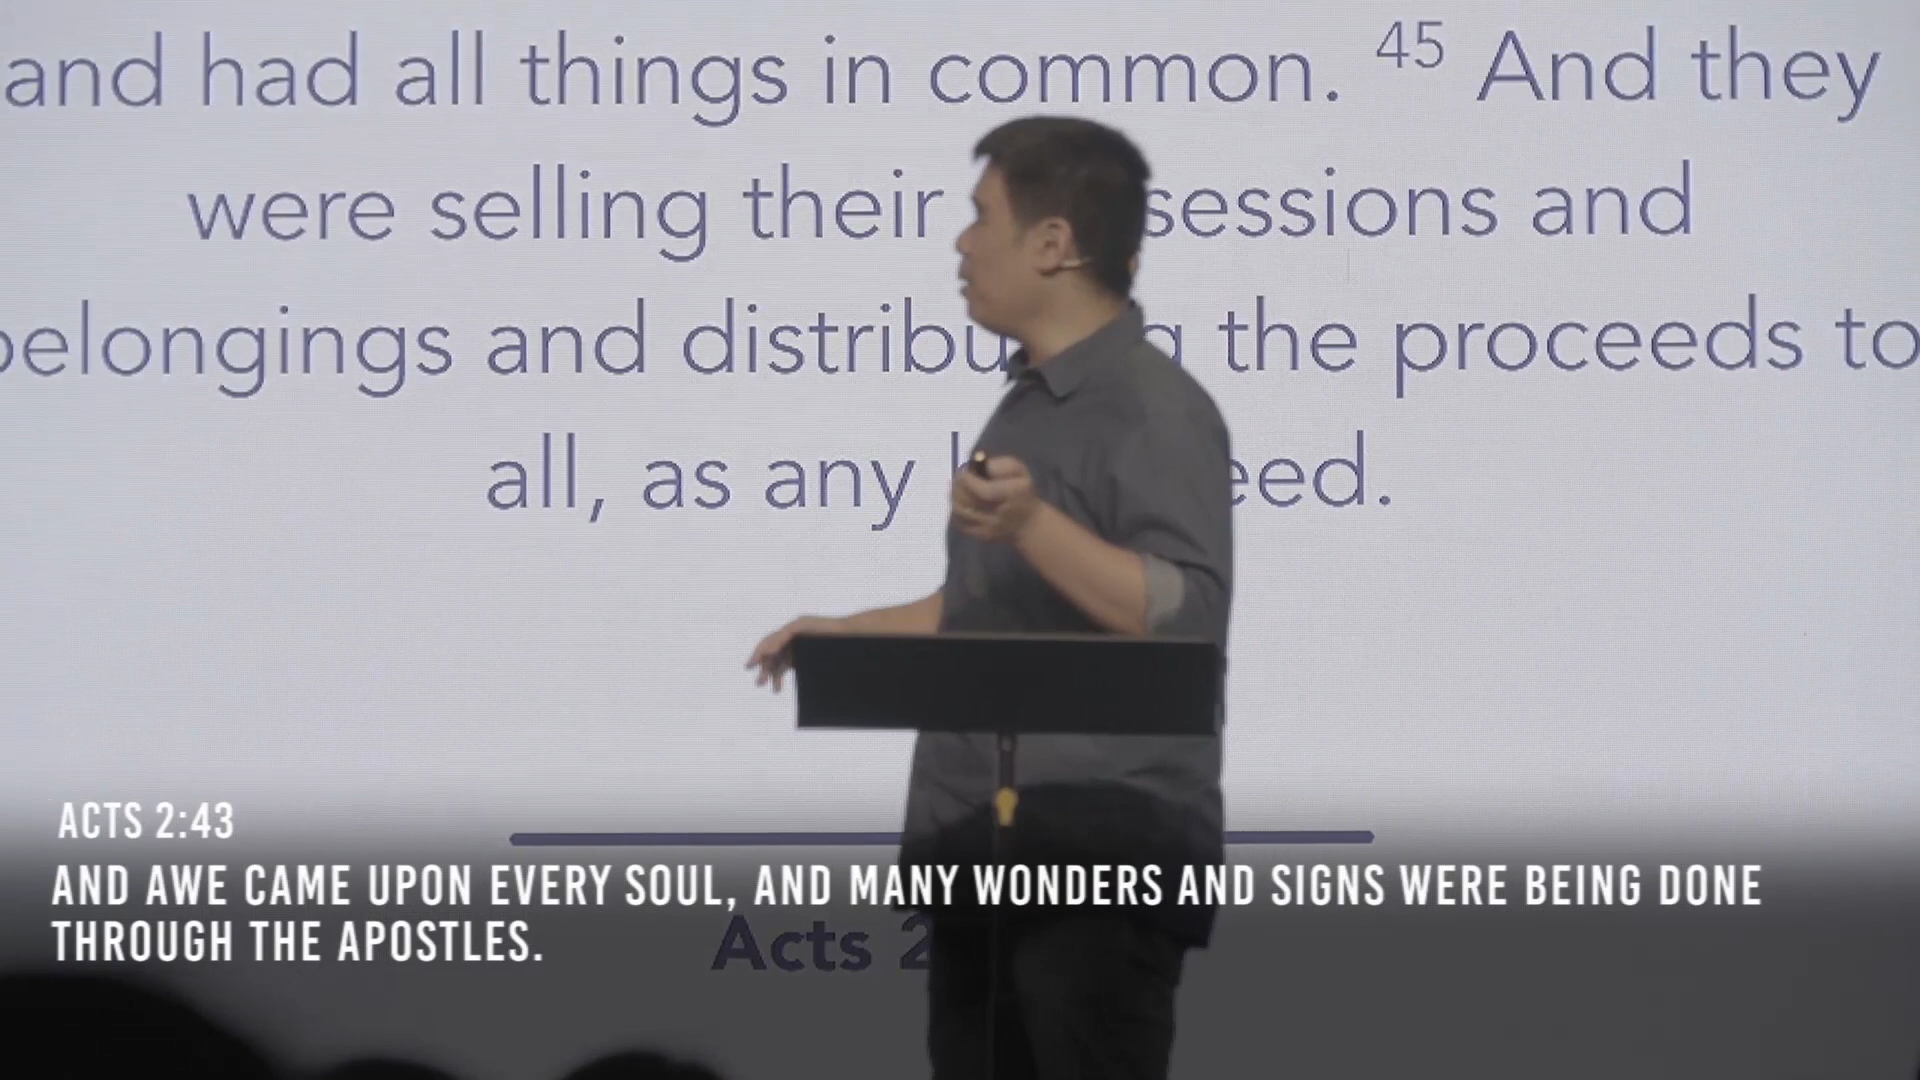 and had all things in common. 45 And they
were selling their sessions and
belongings and distribu g the proceeds to
all, as any eed.
ACTS 2:43
AND AWE CAME UPON EVERY SOUL, AND MANY WONDERS AND SIGNS WERE BEING DONE
THROUGH THE APOSTLES.
Acts 2